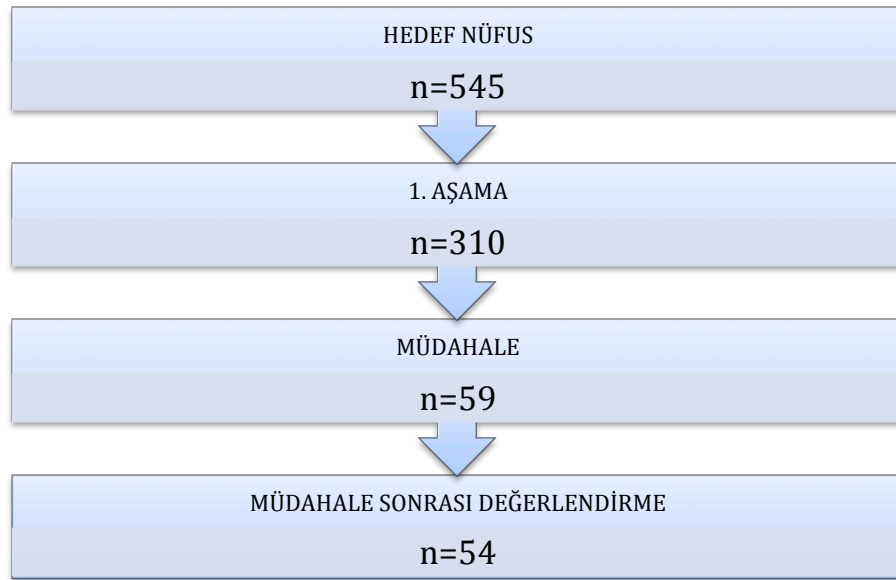 HEDEF NÜFUS
n=545
1. AŞAMA
n=310
MÜDAHALE
n=59
MÜDAHALE SONRASI DEĞERLENDİRME
n=54